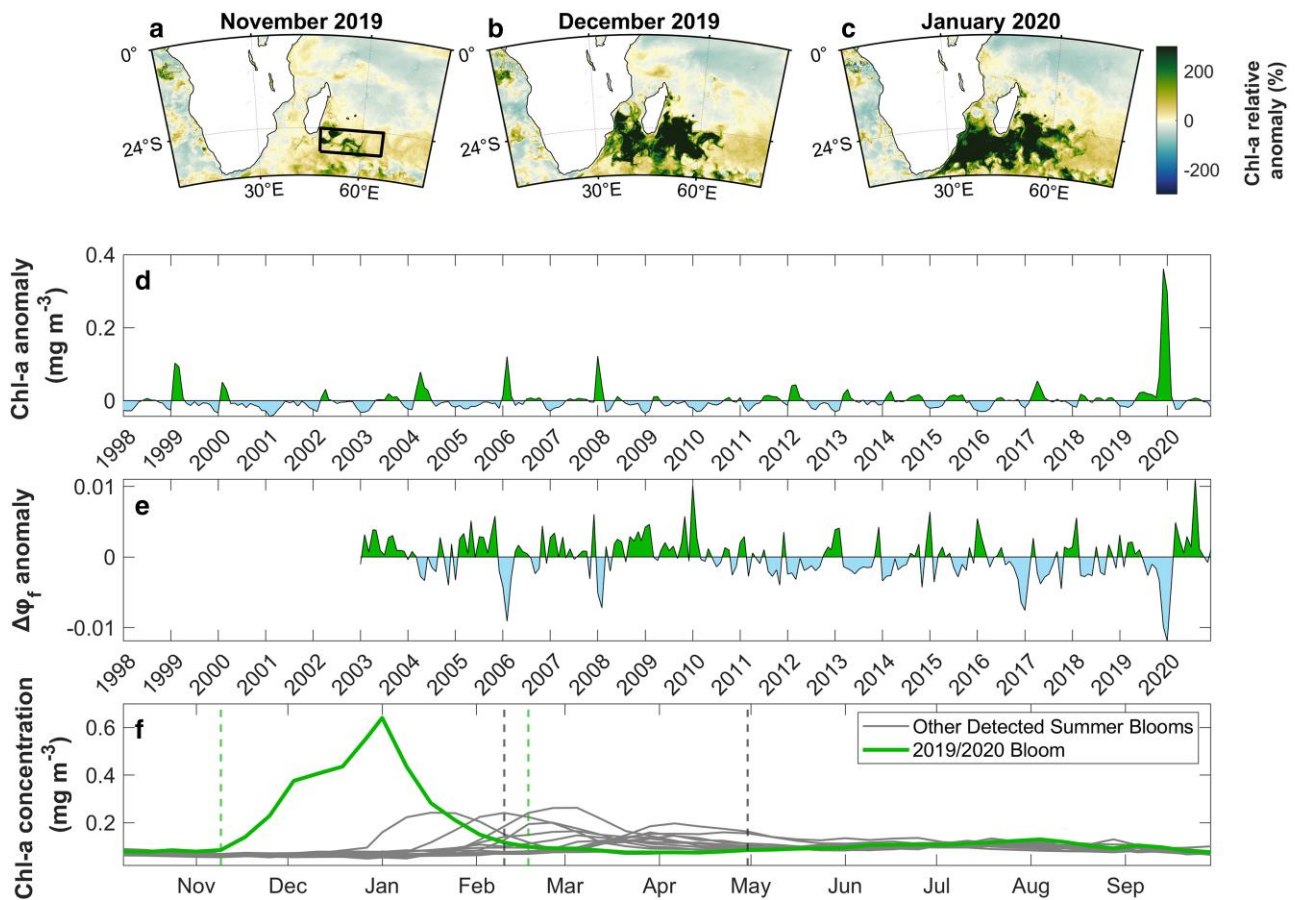 a November 2019
b December 2019
c January 2020
0°
24°S
30°E
60°E
0°
24°S
30°E
60°E
0°
24°S
30°E
60°E
200
0
-200
Chl-a relative
anomaly (%)
d
Chl-a anomaly
(mg m-3)
0.4
0.2
0
1998 1999 2000 2001 2002 2003 2004 2005 2006 2007 2008 2009 2010 2011 2012 2013 2014 2015 2016 2017 2018 2019 2020
e
Δφf anomaly
0.01
0
-0.01
1998 1999 2000 2001 2002 2003 2004 2005 2006 2007 2008 2009 2010 2011 2012 2013 2014 2015 2016 2017 2018 2019 2020
f
Chl-a concentration
(mg m-3)
0.6
0.4
0.2
Other Detected Summer Blooms
2019/2020 Bloom
Nov Dec Jan Feb Mar Apr May Jun Jul Aug Sep